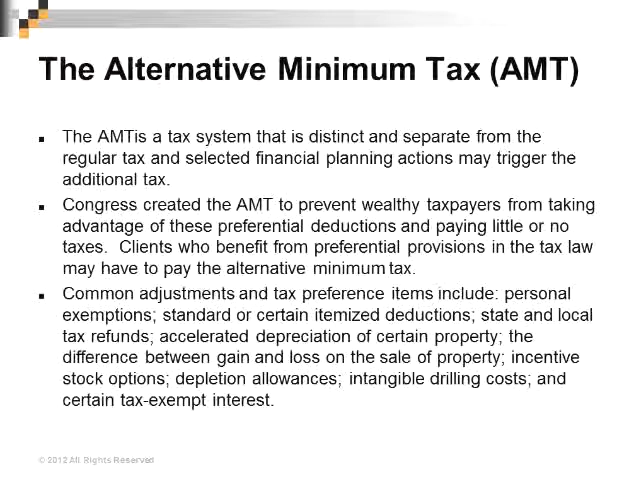 The Alternative Minimum Tax (AMT)
The AMTis a tax system that is distinct and separate from the
regular tax and selected financial planning actions may trigger the
additional tax.
Congress created the AMT to prevent wealthy taxpayers from taking
advantage of these preferential deductions and paying little or no
taxes. Clients who benefit from preferential provisions in the tax law
may have to pay the alternative minimum tax.
Common adjustments and tax preference items include: personal
exemptions; standard or certain itemized deductions; state and local
tax refunds; accelerated depreciation of certain property; the
difference between gain and loss on the sale of property; incentive
stock options; depletion allowances; intangible drilling costs; and
certain tax-exempt interest.
© 2012 All Rights Reserved